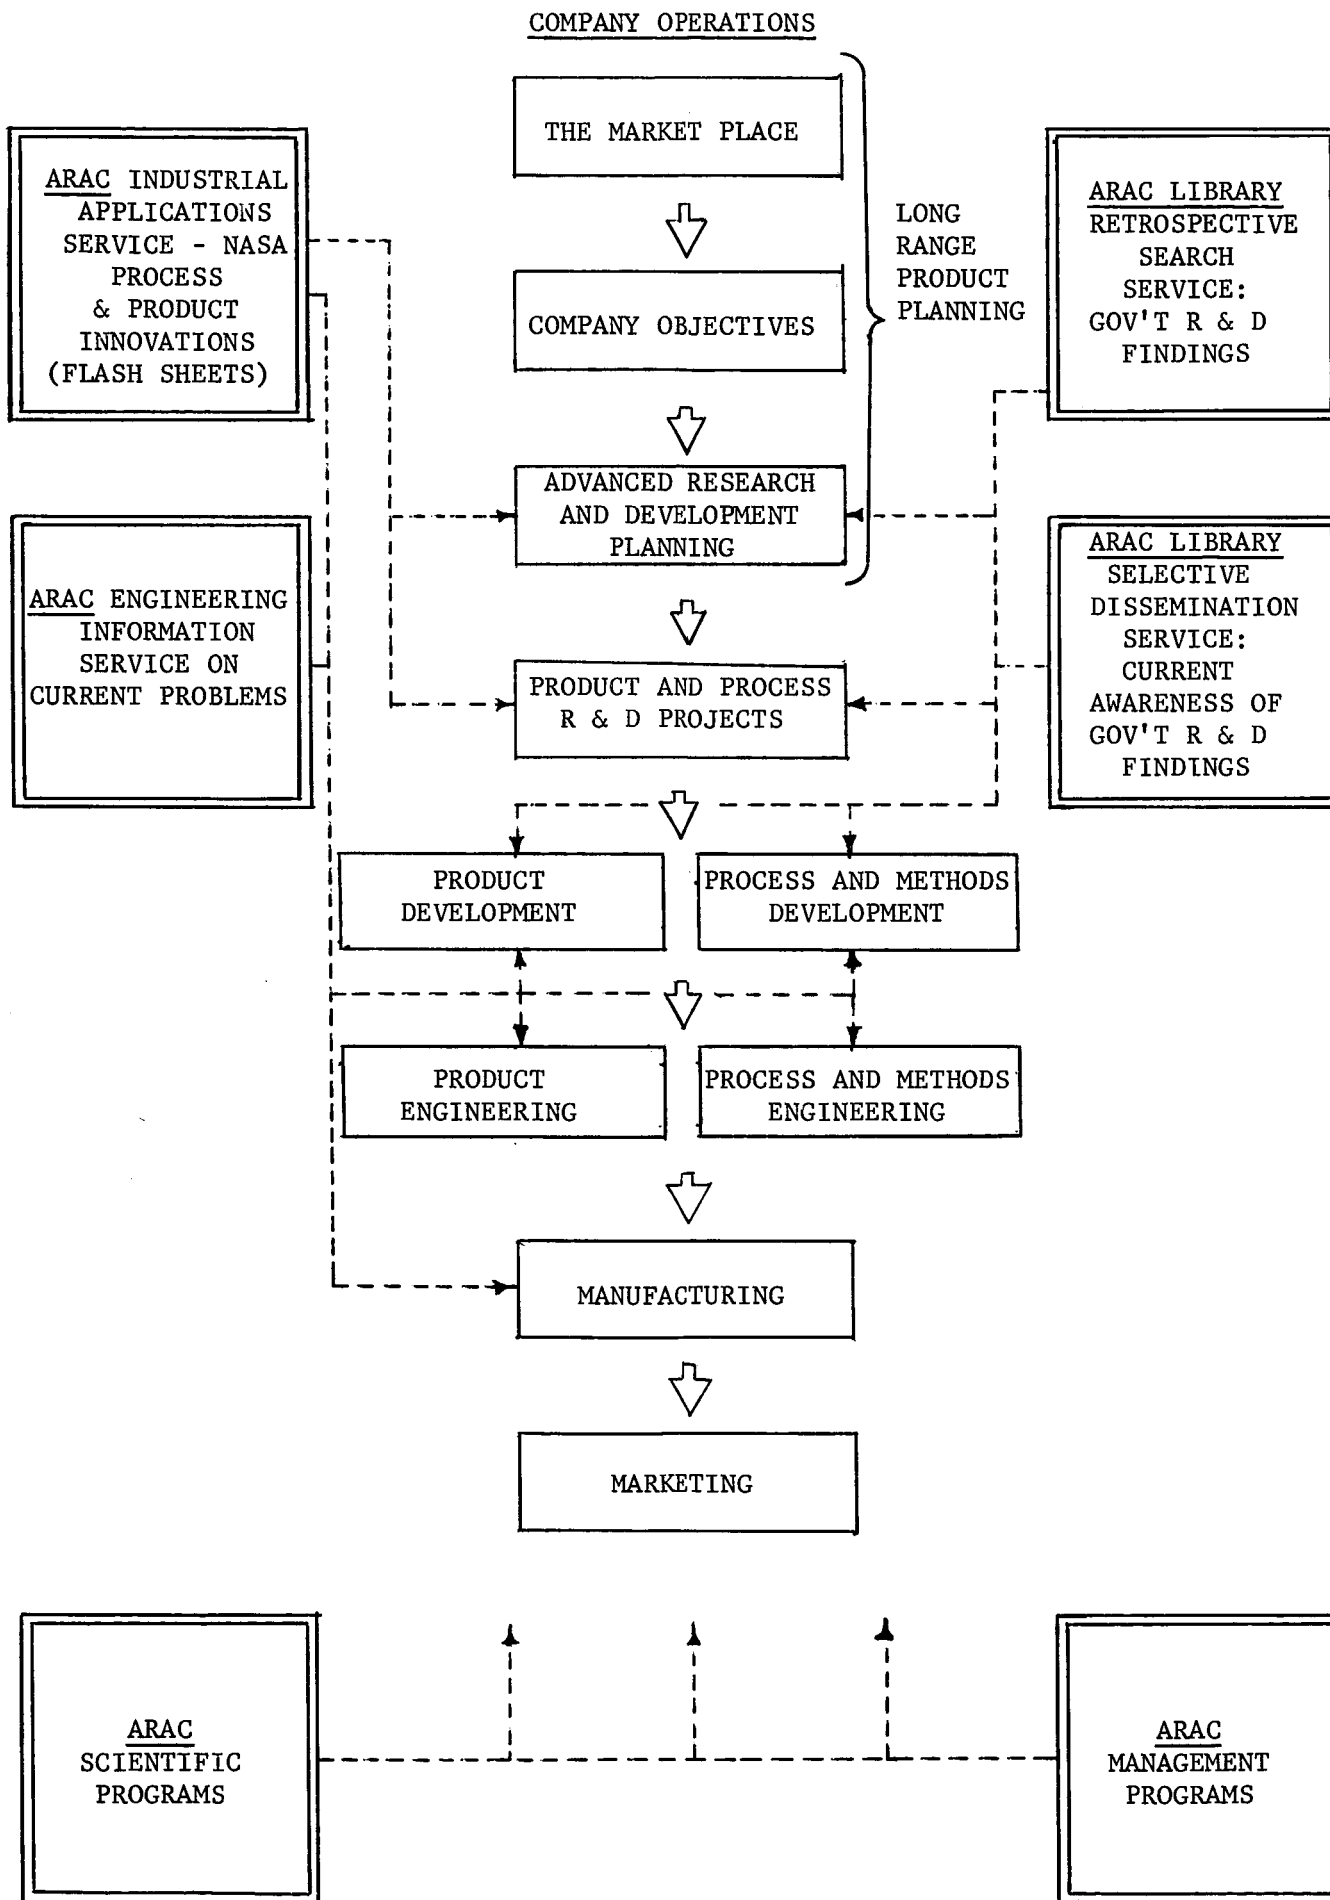 COMPANY OPERATIONS
THE MARKET PLACE
ARAC INDUSTRIAL
APPLICATIONS
SERVICE - NASA
PROCESS
& PRODUCT
INNOVATIONS
(FLASH SHEETS)
LONG
RANGE
PRODUCT
PLANNING
ARAC LIBRARY
RETROSPECTIVE
SEARCH
SERVICE:
GOV'T R & D
FINDINGS
COMPANY OBJECTIVES
ADVANCED RESEARCH
AND DEVELOPMENT
PLANNING
ARAC ENGINEERING
INFORMATION
SERVICE ON
CURRENT PROBLEMS
ARAC LIBRARY
SELECTIVE
DISSEMINATION
SERVICE:
CURRENT
AWARENESS OF
GOV'T R & D
FINDINGS
PRODUCT AND PROCESS
R & D PROJECTS
PRODUCT
DEVELOPMENT
PROCESS AND METHODS
DEVELOPMENT
PRODUCT
ENGINEERING
PROCESS AND METHODS
ENGINEERING
MANUFACTURING
MARKETING
ARAC
SCIENTIFIC
PROGRAMS
ARAC
MANAGEMENT
PROGRAMS